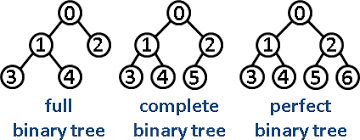 0 0 0
1 2 1 2 1 2
3 4 3 4 5 3 4 5 6
full complete perfect
binary tree binary tree binary tree